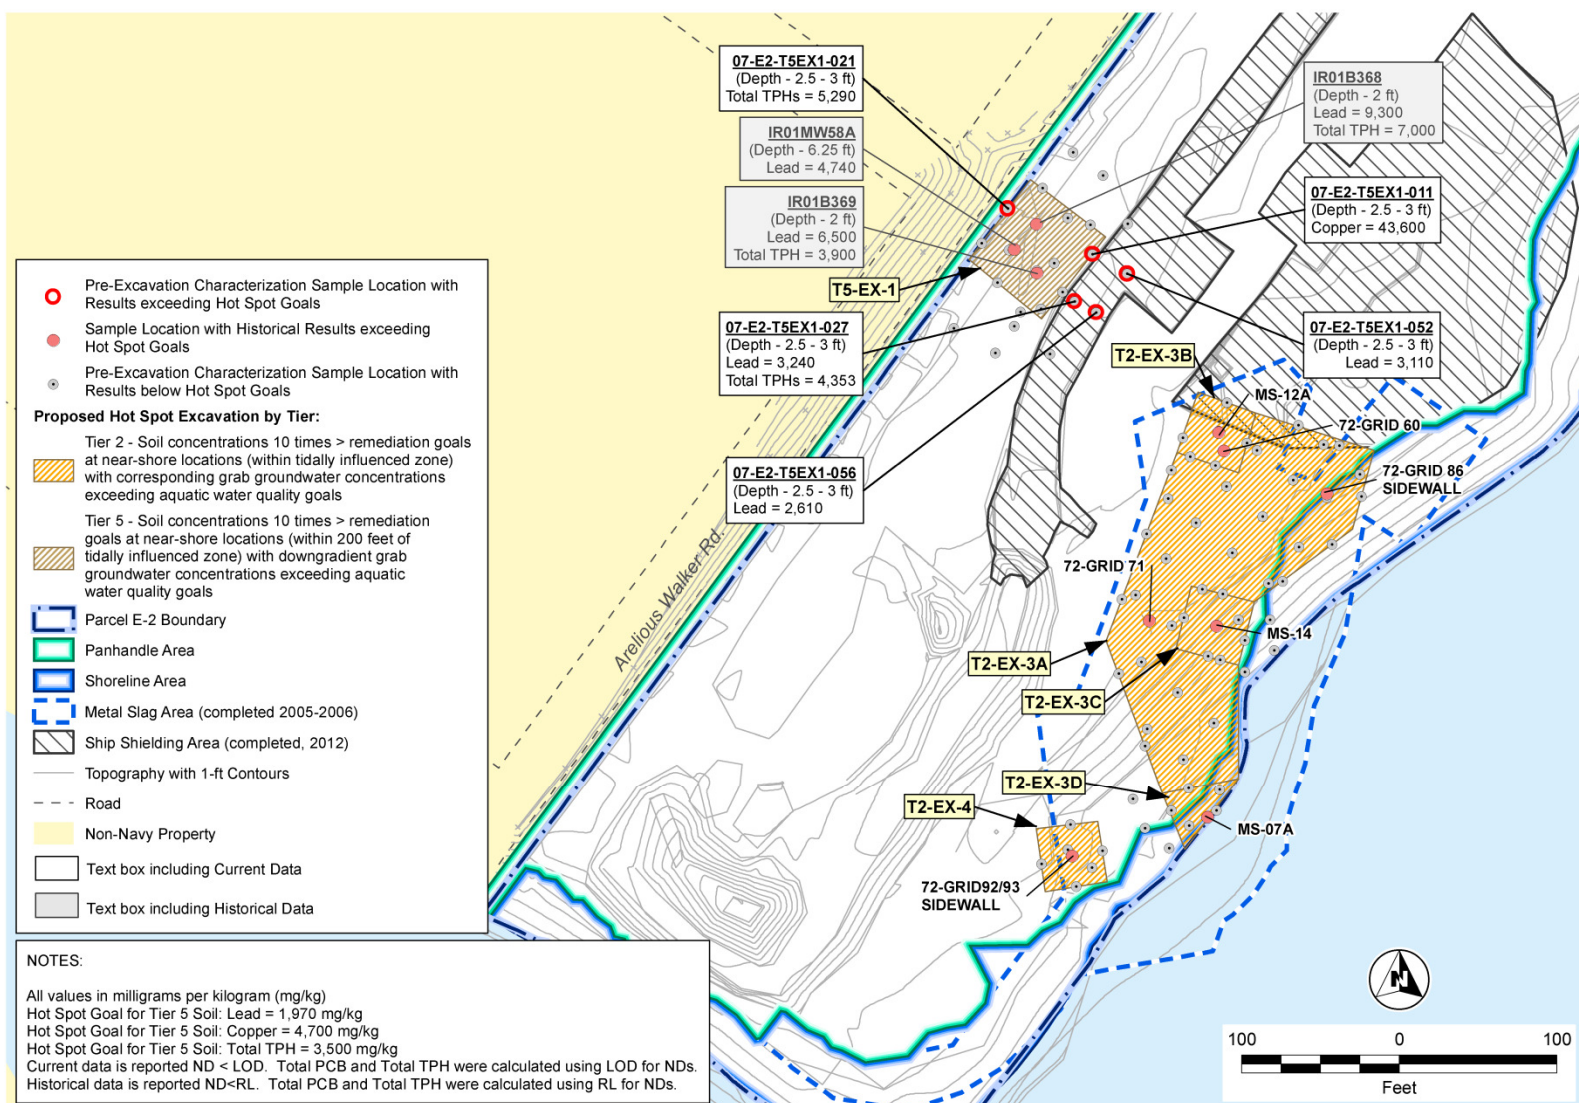 07-E2-T5EX1-021
(Depth - 2.5 - 3 ft)
Total TPHs = 5,290
IR01MW58A
(Depth - 6.25 ft)
Lead = 4,740
IR01B369
(Depth - 2 ft)
Lead = 6,500
Total TPH = 3,900
IR01B368
(Depth - 2 ft)
Lead = 9,300
Total TPH = 7,000
07-E2-T5EX1-011
(Depth - 2.5 - 3 ft)
Copper = 43,600
T5-EX-1
07-E2-T5EX1-027
(Depth - 2.5 - 3 ft)
Lead = 3,240
Total TPHs = 4,353
07-E2-T5EX1-052
(Depth - 2.5 - 3 ft)
Lead = 3,110
T2-EX-3B
MS-12A
72-GRID 60
07-E2-T5EX1-056
(Depth - 2.5 - 3 ft)
Lead = 2,610
72-GRID 86
SIDEWALL
Arelious Walker Rd.
72-GRID 71
MS-14
T2-EX-3A
T2-EX-3C
T2-EX-3D
T2-EX-4
MS-07A
72-GRID92/93
SIDEWALL
Pre-Excavation Characterization Sample Location with
Results exceeding Hot Spot Goals
Sample Location with Historical Results exceeding
Hot Spot Goals
Pre-Excavation Characterization Sample Location with
Results below Hot Spot Goals
Proposed Hot Spot Excavation by Tier:
Tier 2 - Soil concentrations 10 times > remediation goals
at near-shore locations (within tidally influenced zone)
with corresponding grab groundwater concentrations
exceeding aquatic water quality goals
Tier 5 - Soil concentrations 10 times > remediation
goals at near-shore locations (within 200 feet of
tidally influenced zone) with downgradient grab
groundwater concentrations exceeding aquatic
water quality goals
Parcel E-2 Boundary
Panhandle Area
Shoreline Area
Metal Slag Area (completed 2005-2006)
Ship Shielding Area (completed, 2012)
Topography with 1-ft Contours
Road
Non-Navy Property
Text box including Current Data
Text box including Historical Data
NOTES:
All values in milligrams per kilogram (mg/kg)
Hot Spot Goal for Tier 5 Soil: Lead = 1,970 mg/kg
Hot Spot Goal for Tier 5 Soil: Copper = 4,700 mg/kg
Hot Spot Goal for Tier 5 Soil: Total TPH = 3,500 mg/kg
Current data is reported ND < LOD. Total PCB and Total TPH were calculated using LOD for NDs.
Historical data is reported ND<RL. Total PCB and Total TPH were calculated using RL for NDs.
N
100 0 100
Feet